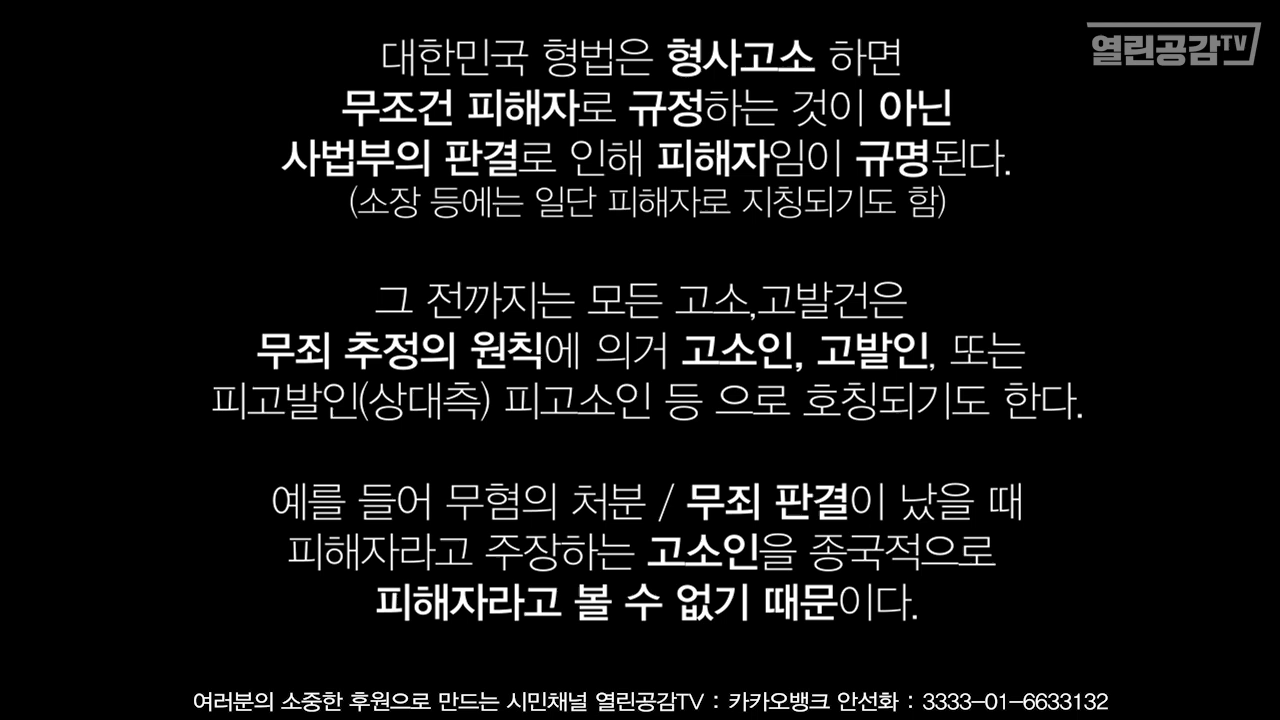 열린공감TV
대한민국 형법은 형사고소 하면
무조건 피해자로 규정하는 것이 아닌
사법부의 판결로 인해 피해자임이 규명된다.
(소장 등에는 일단 피해자로 지칭되기도 함)
그 전까지는 모든 고소,고발건은
무죄 추정의 원칙에 의거 고소인, 고발인, 또는
피고발인(상대측) 피고소인 등 으로 호칭되기도 한다.
예를 들어 무혐의 처분 / 무죄 판결이 났을 때
피해자라고 주장하는 고소인을 종국적으로
피해자라고 볼 수 없기 때문이다.
여러분의 소중한 후원으로 만드는 시민채널 열린공감TV : 카카오뱅크 안선화 : 3333-01-6633132